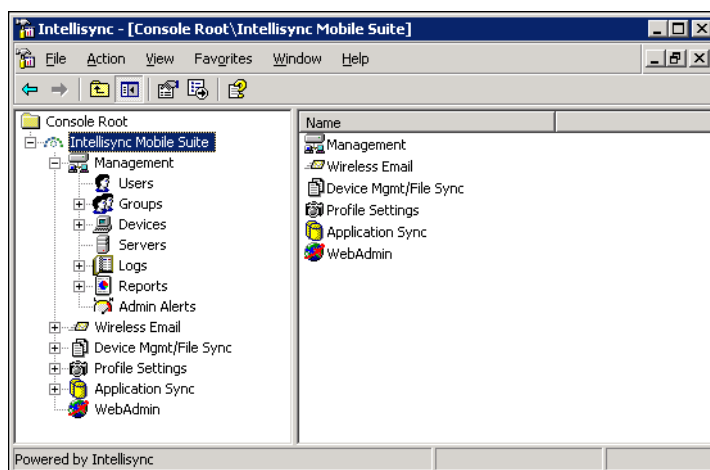 Intellisync - [Console Root\Intellisync Mobile Suite]
File Action View Favorites Window Help
Console Root
Intellisync Mobile Suite
Management
Users
Groups
Devices
Servers
Logs
Reports
Admin Alerts
Wireless Email
Device Mgmt/File Sync
Profile Settings
Application Sync
WebAdmin
Name
Management
Wireless Email
Device Mgmt/File Sync
Profile Settings
Application Sync
WebAdmin
Powered by Intellisync